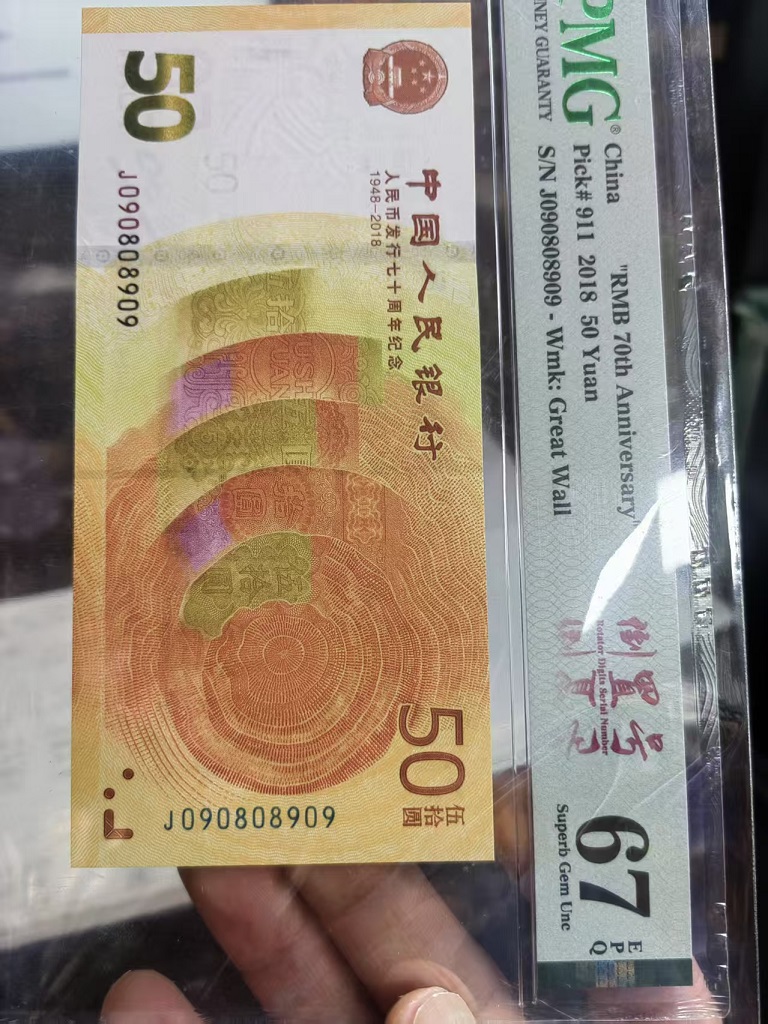 50
中国人民银行
人民币发行七十周年纪念
1948-2018
J090808909
50
伍拾圆
J090808909
PMG®
China
"RMB 70th Anniversary"
Pick# 911 2018 50 Yuan
S/N J090808909 - Wmk: Great Wall
Rotator Digits Serial Number
67
EPQ
Superb Gem Unc